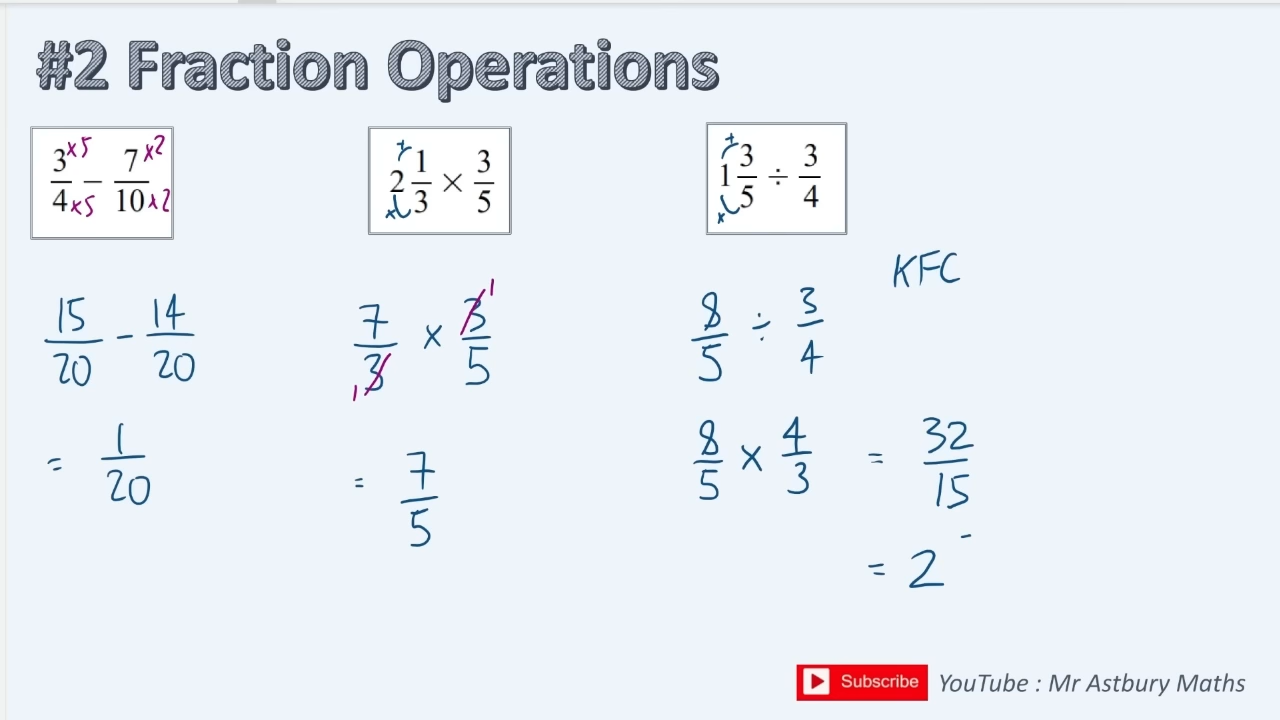 #2 Fraction Operations
3/4 ×5 ×5 − 7/10 ×2 ×2
2 1/3 × 3/5 + ×
1 3/5 ÷ 3/4 + ×
KFC
15/20 - 14/20
7/3 × 3/5 1 1
8/5 ÷ 3/4
= 1/20
= 7/5
8/5 × 4/3 = 32/15
= 2 -
Subscribe YouTube : Mr Astbury Maths